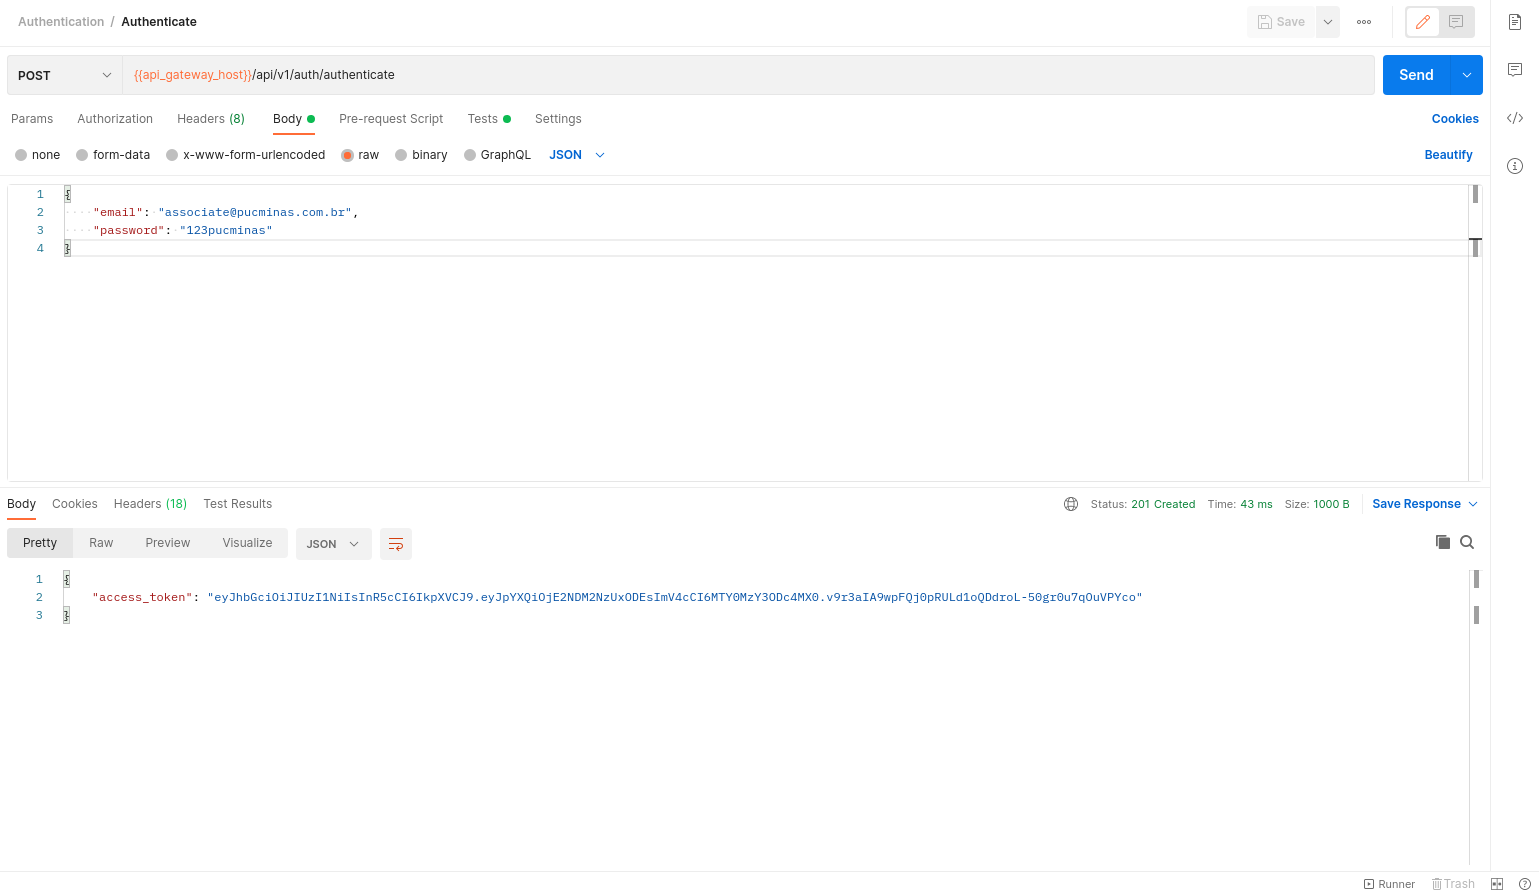 Authentication / Authenticate
Save
POST
{{api_gateway_host}}/api/v1/auth/authenticate
Send
Params Authorization Headers (8) Body Pre-request Script Tests Settings Cookies
none form-data x-www-form-urlencoded raw binary GraphQL JSON Beautify
1 {
2 "email": "associate@pucminas.com.br",
3 "password": "123pucminas"
4 }
Body Cookies Headers (18) Test Results Status: 201 Created Time: 43 ms Size: 1000 B Save Response
Pretty Raw Preview Visualize JSON
1 {
2 "access_token": "eyJhbGciOiJIUzI1NiIsInR5cCI6IkpXVCJ9.eyJpYXQiOjE2NDM2NzUxODEsImV4cCI6MTY0MzY3ODc4MX0.v9r3aIA9wpFQj0pRULd1oQDdroL-50gr0u7qOuVPYco"
3 }
Runner Trash